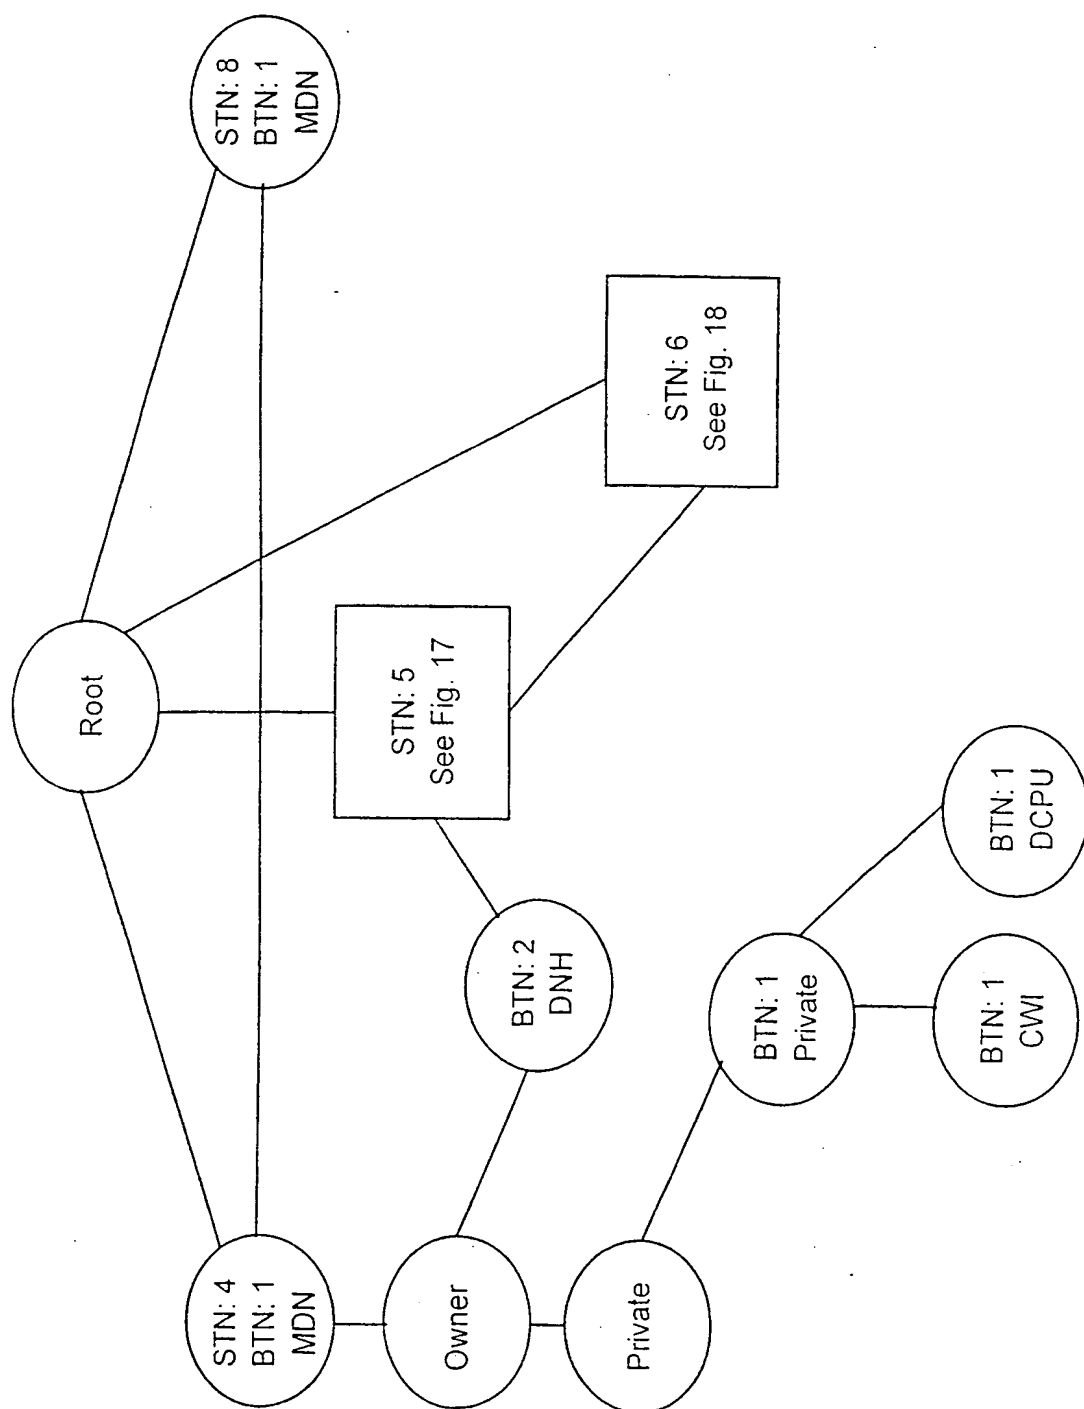 Root
STN: 4
BTN: 1
MDN
STN: 8
BTN: 1
MDN
Owner
STN: 5
See Fig. 17
BTN: 2
DNH
Private
STN: 6
See Fig. 18
BTN: 1
Private
BTN: 1
CWI
BTN: 1
DCPU